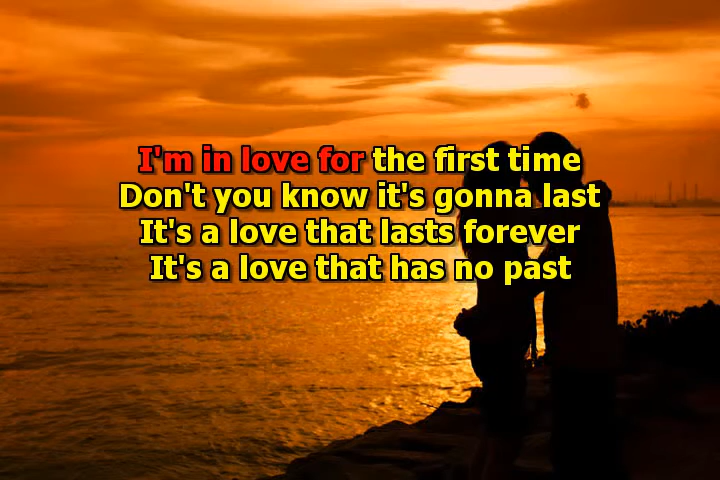 I'm in love for the first time
Don't you know it's gonna last
It's a love that lasts forever
It's a love that has no past